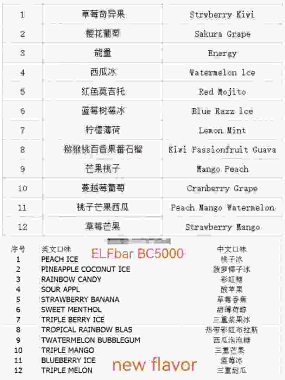 1 草莓奇异果 Strwberry Kiwi
2 樱花葡萄 Sakura Grape
3 能量 Energy
4 西瓜冰 Watermelon lce
5 红色莫吉托 Red Mojito
6 蓝莓树莓冰 Blue Razz lce
7 柠檬薄荷 Lemon Mint
8 猕猴桃百香果番石榴 Kiwi Passionfruit Guava
9 芒果桃子 Mango Peach
10 蔓越莓葡萄 Cranberry Grape
11 桃子芒果西瓜 Peach Mango Watermelon
12 草莓芒果 Strawberry Mango
ELFbar BC5000
序号 英文口味 中文口味
1 PEACH ICE 桃子冰
2 PINEAPPLE COCONUT ICE 菠萝椰子冰
3 RAINBOW CANDY 彩虹糖
4 SOUR APPL 酸苹果
5 STRAWBERRY BANANA 草莓香蕉
6 SWEET MENTHOL 甜薄荷醇
7 TRIPLE BERRY ICE 三重浆果冰
8 TROPICAL RAINBOW BLAS 热带彩虹布拉斯
9 TWATERMELON BUBBLEGUM 西瓜泡泡糖
10 TRIPLE MANGO 三重芒果
11 BLUEBERRY ICE 蓝莓冰
12 TRIPLE MELON 三重甜瓜
new flavor